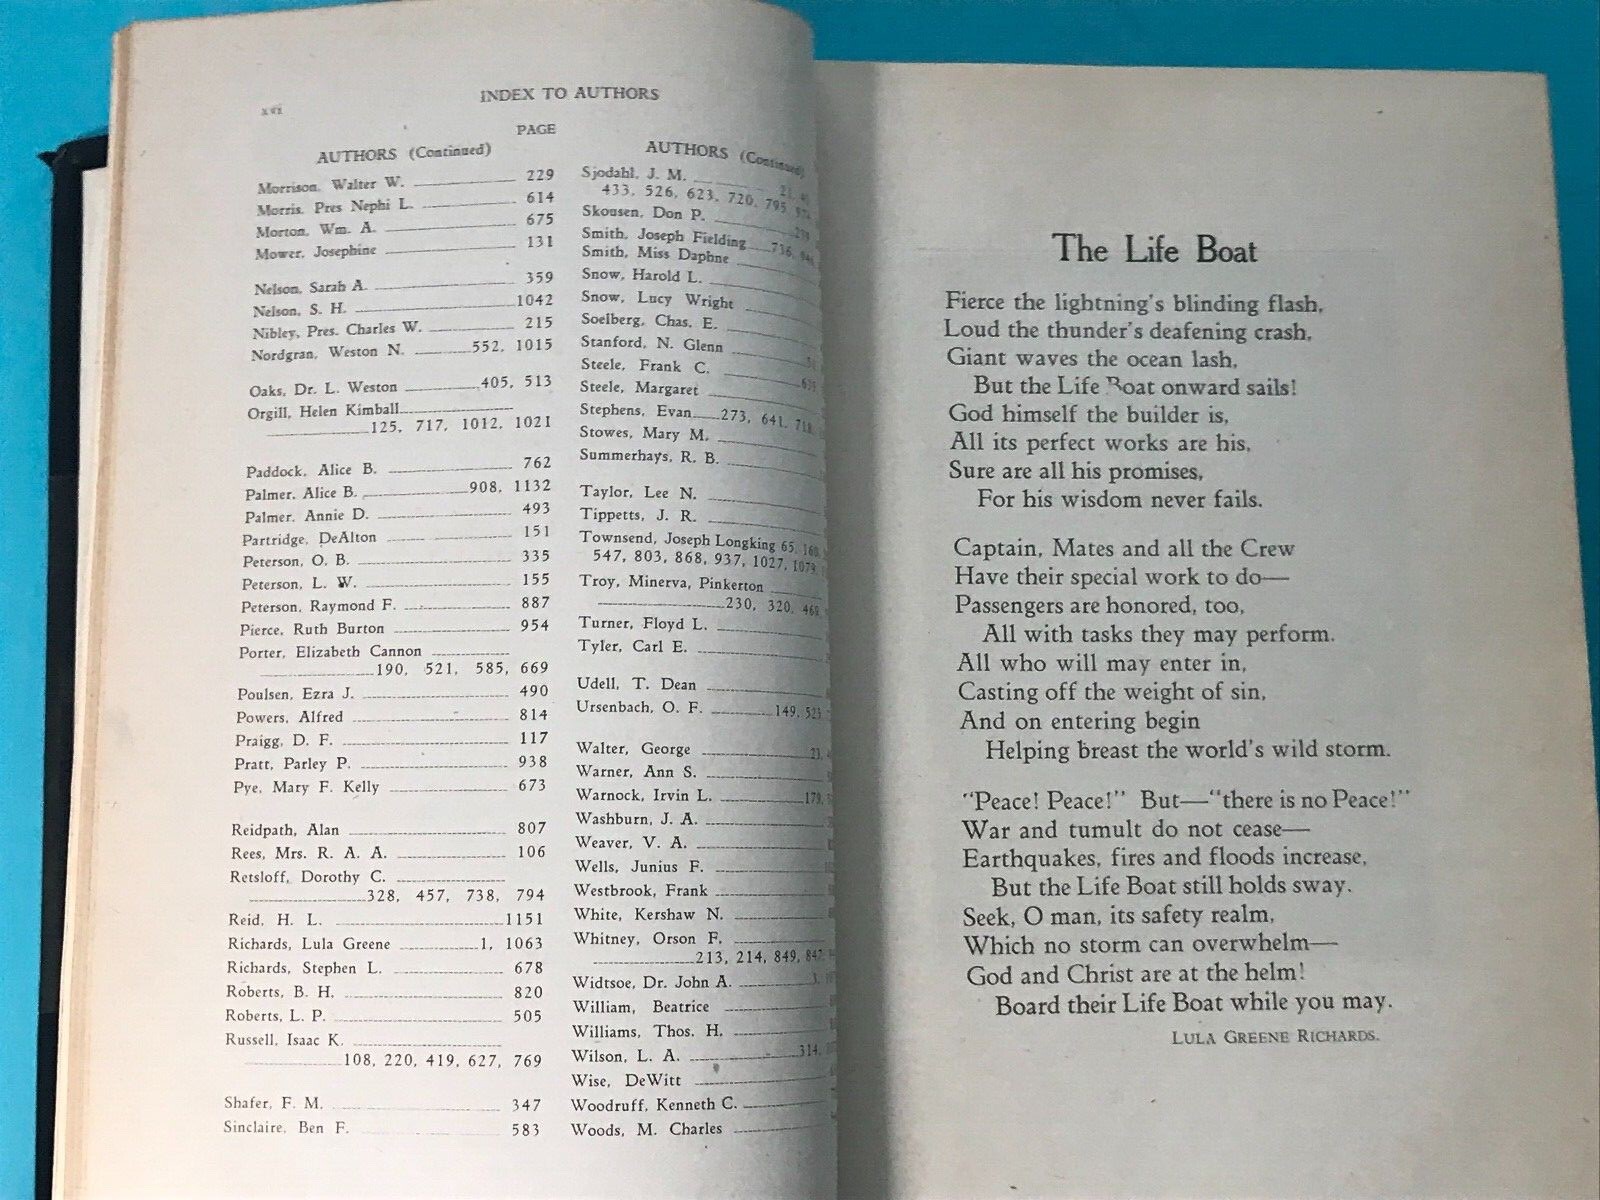 xvi
INDEX TO AUTHORS
PAGE
AUTHORS (Continued)
Morrison, Walter W. 229
Morris, Pres Nephi L. 614
Morton, Wm. A. 675
Mower, Josephine 131
Nelson, Sarah A. 359
Nelson, S. H. 1042
Nibley, Pres. Charles W. 215
Nordgran, Weston N. 552, 1015
Oaks, Dr. L. Weston 405, 513
Orgill, Helen Kimball
125, 717, 1012, 1021
Paddock, Alice B. 762
Palmer, Alice B. 908, 1132
Palmer, Annie D. 493
Partridge, DeAlton 151
Peterson, O. B. 335
Peterson, L. W. 155
Peterson, Raymond F. 887
Pierce, Ruth Burton 954
Porter, Elizabeth Cannon
190, 521, 585, 669
Poulsen, Ezra J. 490
Powers, Alfred 814
Praigg, D. F. 117
Pratt, Parley P. 938
Pye, Mary F. Kelly 673
Reidpath, Alan 807
Rees, Mrs. R. A. A. 106
Retsloff, Dorothy C.
328, 457, 738, 794
Reid, H. L. 1151
Richards, Lula Greene 1, 1063
Richards, Stephen L. 678
Roberts, B. H. 820
Roberts, L. P. 505
Russell, Isaac K.
108, 220, 419, 627, 769
Shafer, F. M. 347
Sinclaire, Ben F. 583
AUTHORS (Continued)
Sjodahl, J. M.
433, 526, 623, 720, 795,
Skousen, Don P.
Smith, Joseph Fielding 736,
Smith, Miss Daphne
Snow, Harold L.
Snow, Lucy Wright
Soelberg, Chas. E.
Stanford, N. Glenn
Steele, Frank C.
Steele, Margaret
Stephens, Evan 273, 641,
Stowes, Mary M.
Summerhays, R. B.
Taylor, Lee N.
Tippetts, J. R.
Townsend, Joseph Longking 65,
547, 803, 868, 937, 1027, 1079,
Troy, Minerva, Pinkerton
230, 320,
Turner, Floyd L.
Tyler, Carl E.
Udell, T. Dean
Ursenbach, O. F. 149,
Walter, George
Warner, Ann S.
Warnock, Irvin L. 179,
Washburn, J. A.
Weaver, V. A.
Wells, Junius F.
Westbrook, Frank
White, Kershaw N.
Whitney, Orson F.
213, 214, 849,
Widtsoe, Dr. John A. 3,
William, Beatrice
Williams, Thos. H.
Wilson, L. A. 314,
Wise, DeWitt
Woodruff, Kenneth C.
Woods, M. Charles
The Life Boat
Fierce the lightning's blinding flash,
Loud the thunder's deafening crash,
Giant waves the ocean lash,
But the Life Boat onward sails!
God himself the builder is,
All its perfect works are his,
Sure are all his promises,
For his wisdom never fails.
Captain, Mates and all the Crew
Have their special work to do—
Passengers are honored, too,
All with tasks they may perform.
All who will may enter in,
Casting off the weight of sin,
And on entering begin
Helping breast the world's wild storm.
"Peace! Peace!" But—"there is no Peace!"
War and tumult do not cease—
Earthquakes, fires and floods increase,
But the Life Boat still holds sway.
Seek, O man, its safety realm,
Which no storm can overwhelm—
God and Christ are at the helm!
Board their Life Boat while you may.
LULA GREENE RICHARDS.